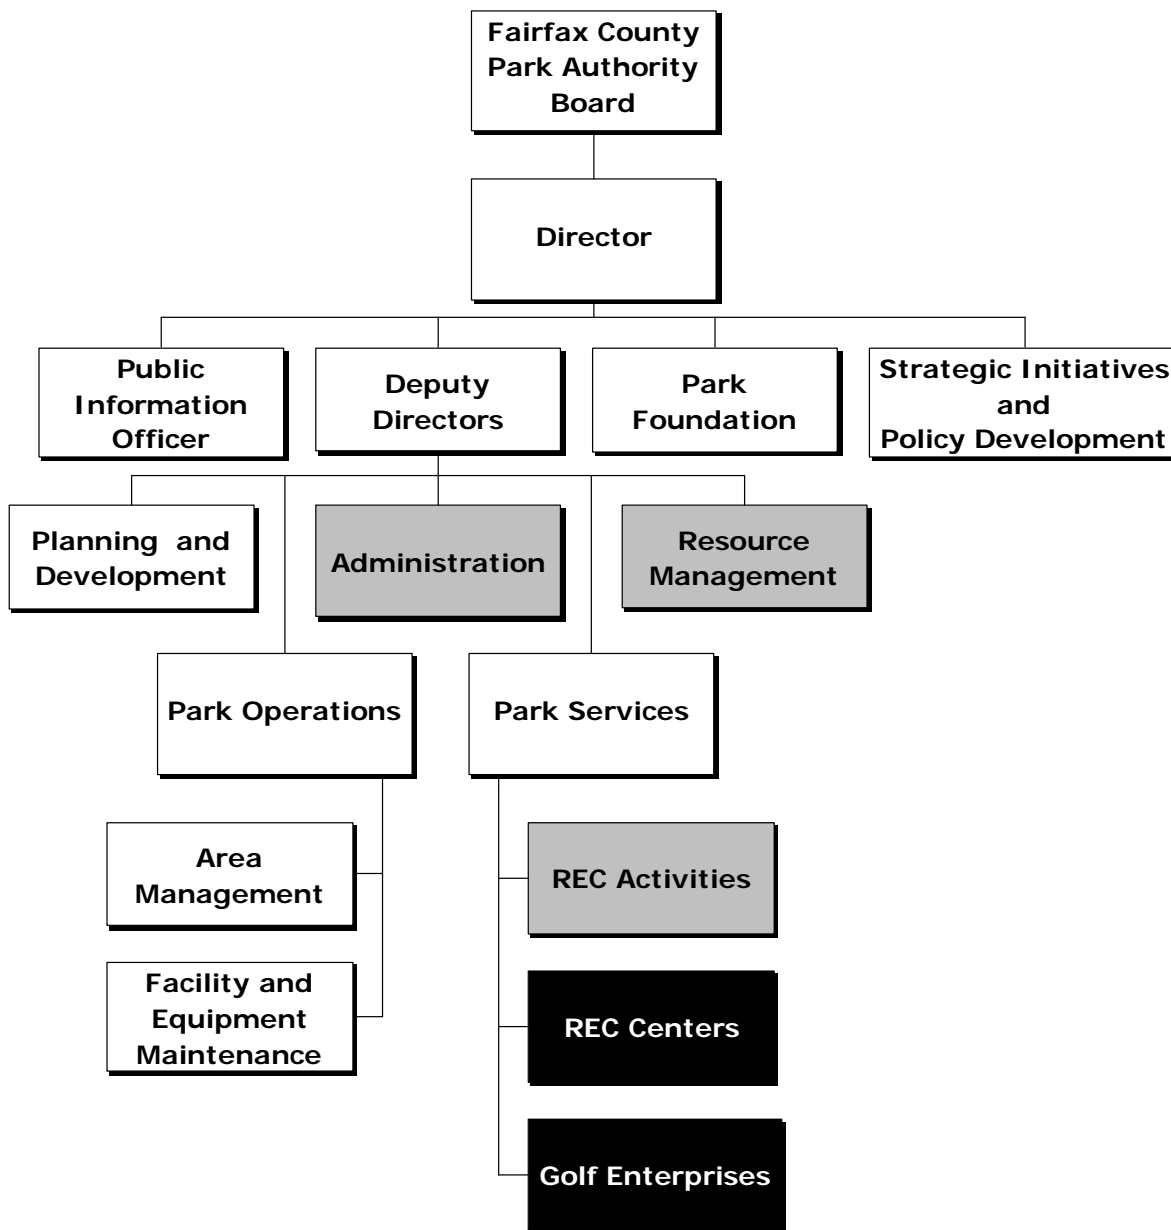 Fairfax County
Park Authority
Board
Director
Public
Information
Officer
Deputy
Directors
Park
Foundation
Strategic Initiatives
and
Policy Development
Planning and
Development
Administration
Resource
Management
Park Operations
Park Services
Area
Management
Facility and
Equipment
Maintenance
REC Activities
REC Centers
Golf Enterprises